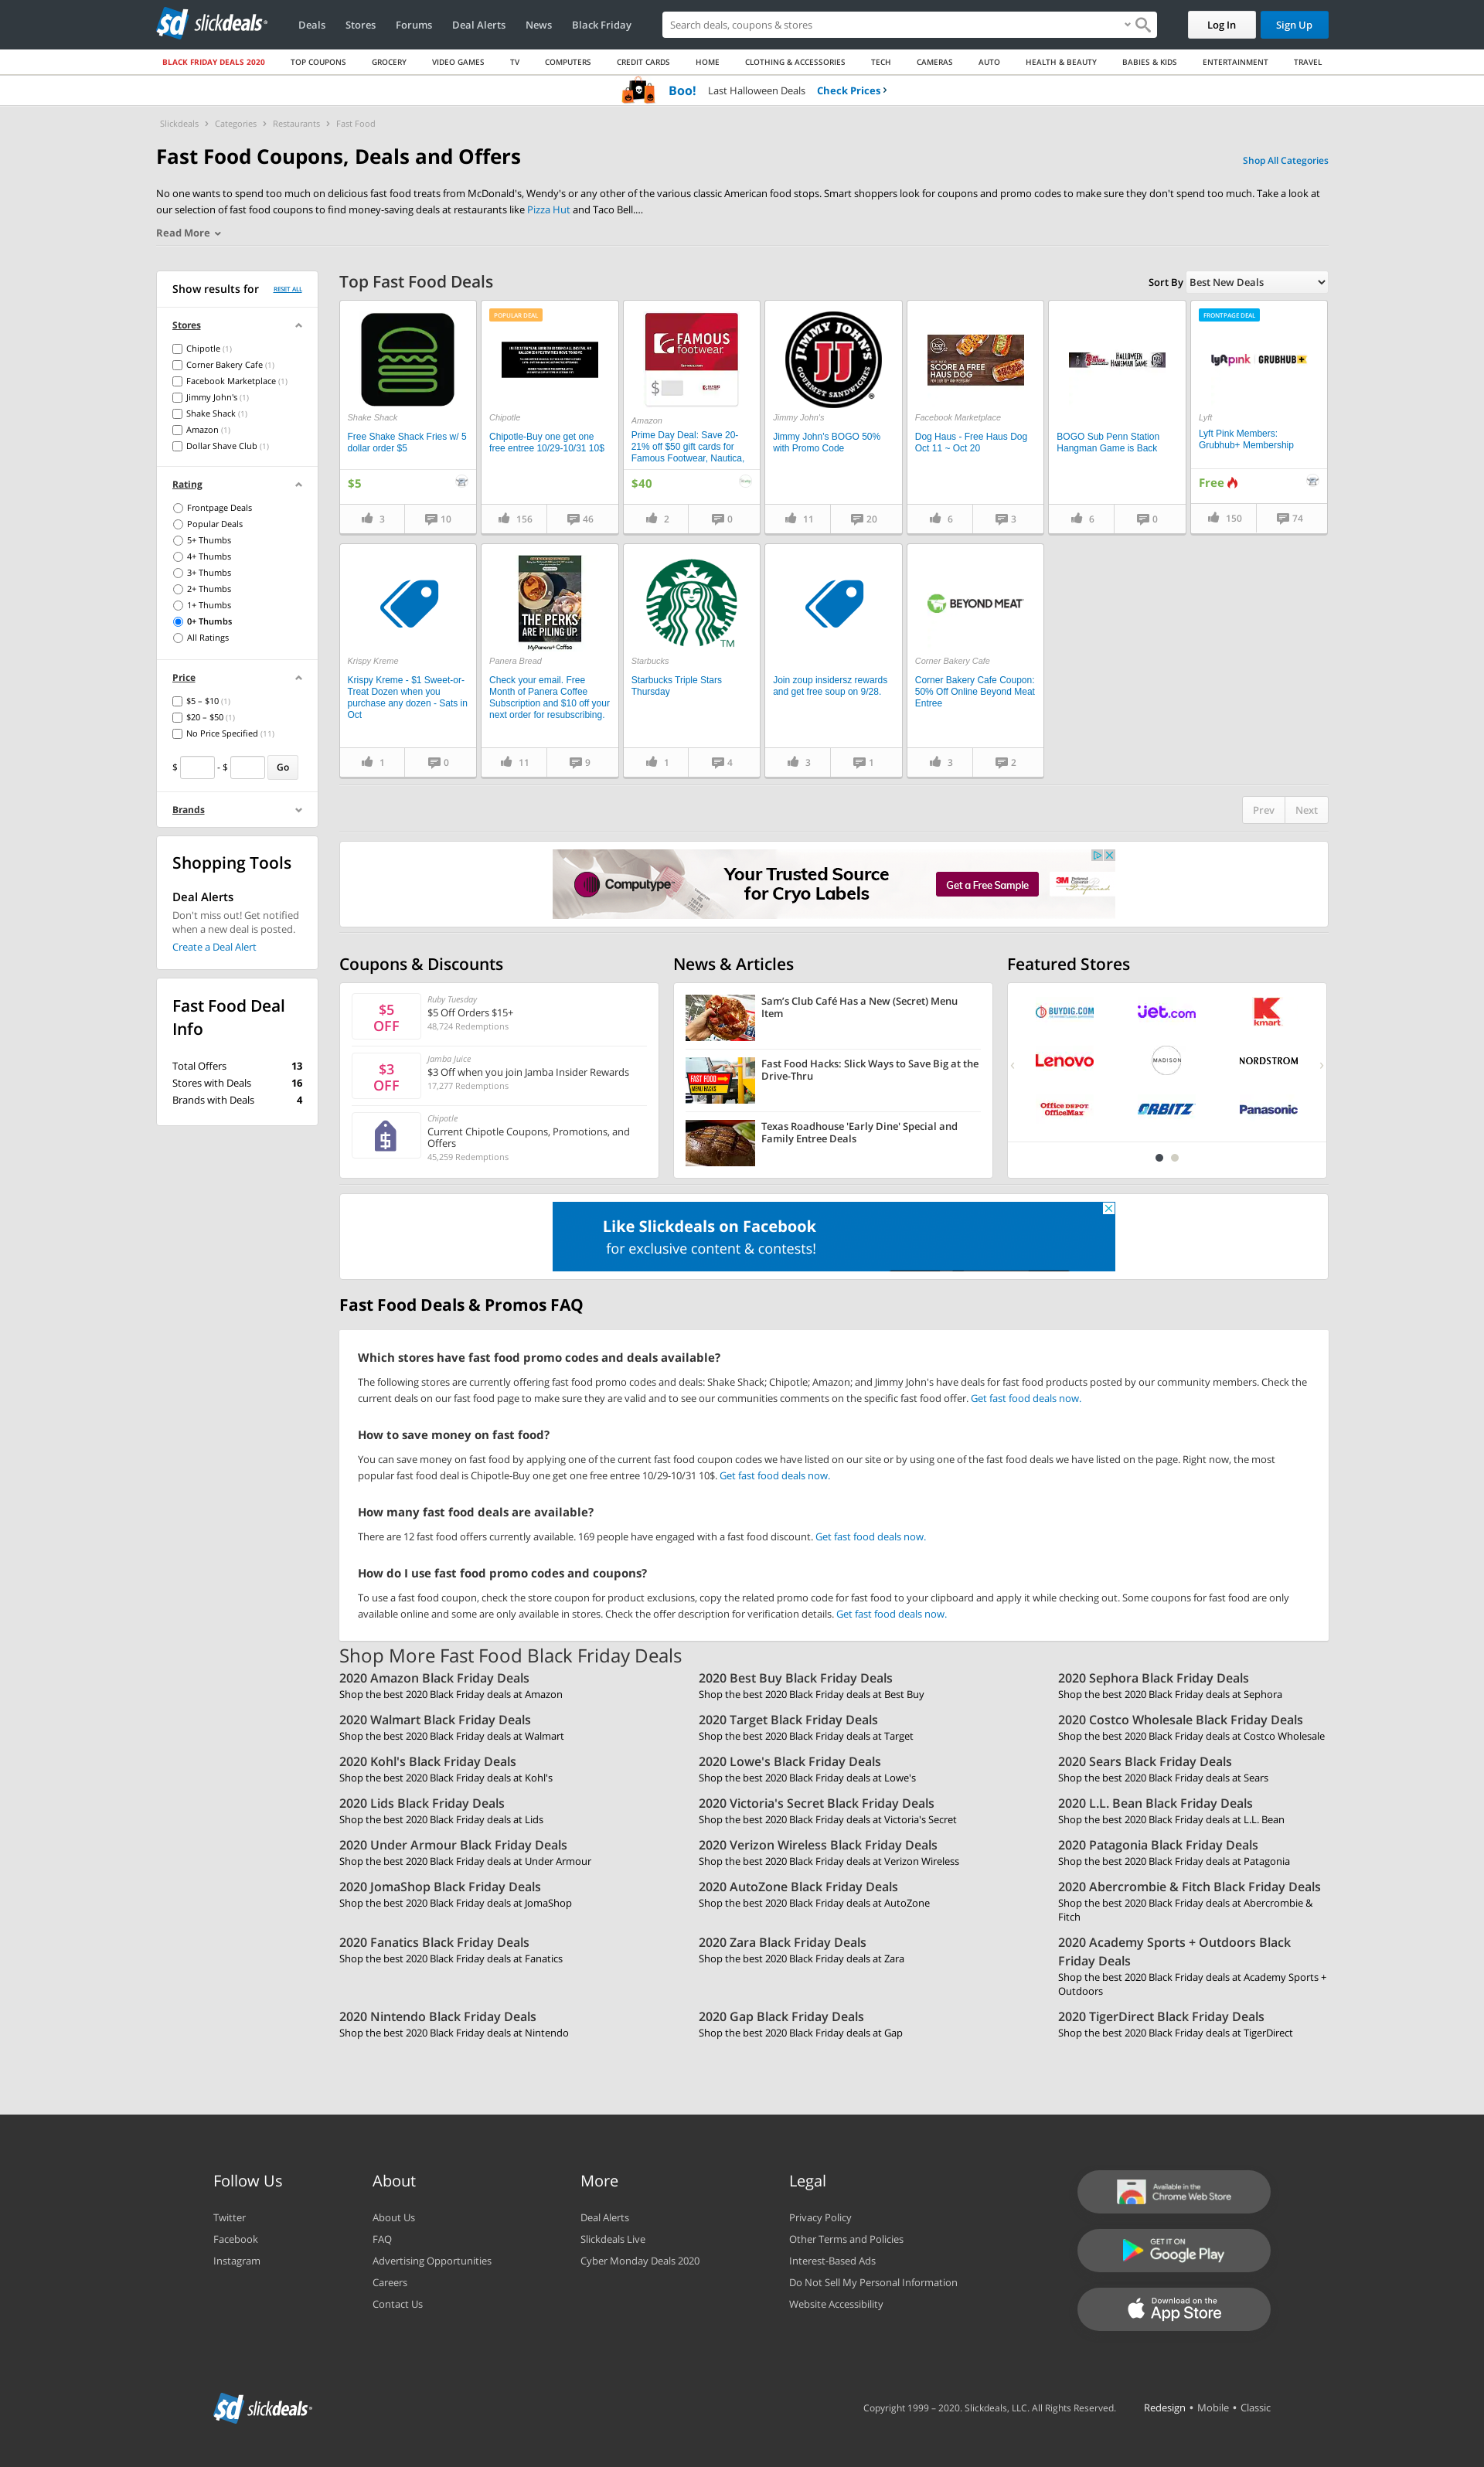 sd slickdeals
Deals Stores Forums Deal Alerts News Black Friday
Search deals, coupons & stores
Log In Sign Up
BLACK FRIDAY DEALS 2020 TOP COUPONS GROCERY VIDEO GAMES TV COMPUTERS CREDIT CARDS HOME CLOTHING & ACCESSORIES TECH CAMERAS AUTO HEALTH & BEAUTY BABIES & KIDS ENTERTAINMENT TRAVEL
Boo! Last Halloween Deals Check Prices ›
Slickdeals › Categories › Restaurants › Fast Food
Fast Food Coupons, Deals and Offers
Shop All Categories
No one wants to spend too much on delicious fast food treats from McDonald's, Wendy's or any other of the various classic American food stops. Smart shoppers look for coupons and promo codes to make sure they don't spend too much. Take a look at
our selection of fast food coupons to find money-saving deals at restaurants like Pizza Hut and Taco Bell....
Read More
Show results for RESET ALL
Stores
Chipotle (1)
Corner Bakery Cafe (1)
Facebook Marketplace (1)
Jimmy John's (1)
Shake Shack (1)
Amazon (1)
Dollar Shave Club (1)
Rating
Frontpage Deals
Popular Deals
5+ Thumbs
4+ Thumbs
3+ Thumbs
2+ Thumbs
1+ Thumbs
0+ Thumbs
All Ratings
Price
$5 – $10 (1)
$20 – $50 (1)
No Price Specified (11)
$ - $ Go
Brands
Shopping Tools
Deal Alerts
Don't miss out! Get notified
when a new deal is posted.
Create a Deal Alert
Fast Food Deal
Info
Total Offers 13
Stores with Deals 16
Brands with Deals 4
Top Fast Food Deals
Sort By Best New Deals
Shake Shack
Free Shake Shack Fries w/ 5
dollar order $5
$5
3 10
POPULAR DEAL
Chipotle
Chipotle-Buy one get one
free entree 10/29-10/31 10$
156 46
FAMOUS
footwear.
$
Amazon
Prime Day Deal: Save 20-
21% off $50 gift cards for
Famous Footwear, Nautica,
$40
2 0
JIMMY JOHN'S
JJ
GOURMET SANDWICHES
®
Jimmy John's
Jimmy John's BOGO 50%
with Promo Code
11 20
SCORE A FREE
HAUS DOG
Facebook Marketplace
Dog Haus - Free Haus Dog
Oct 11 ~ Oct 20
6 3
HALLOWEEN
HANGMAN GAME
BOGO Sub Penn Station
Hangman Game is Back
6 0
FRONTPAGE DEAL
lyft pink GRUBHUB+
Lyft
Lyft Pink Members:
Grubhub+ Membership
Free
150 74
Krispy Kreme
Krispy Kreme - $1 Sweet-or-
Treat Dozen when you
purchase any dozen - Sats in
Oct
1 0
THE PERKS
ARE PILING UP.
MyPanera+ Coffee
Panera Bread
Check your email. Free
Month of Panera Coffee
Subscription and $10 off your
next order for resubscribing.
11 9
TM
Starbucks
Starbucks Triple Stars
Thursday
1 4
Join zoup insidersz rewards
and get free soup on 9/28.
3 1
BEYOND MEAT
Corner Bakery Cafe
Corner Bakery Cafe Coupon:
50% Off Online Beyond Meat
Entree
3 2
Prev Next
Computype™
Your Trusted Source
for Cryo Labels
Get a Free Sample
3M Preferred
Coupons & Discounts
$5
OFF
Ruby Tuesday
$5 Off Orders $15+
48,724 Redemptions
$3
OFF
Jamba Juice
$3 Off when you join Jamba Insider Rewards
17,277 Redemptions
$
Chipotle
Current Chipotle Coupons, Promotions, and
Offers
45,259 Redemptions
News & Articles
Sam's Club Café Has a New (Secret) Menu
Item
FAST FOOD
MENU HACKS
Fast Food Hacks: Slick Ways to Save Big at the
Drive-Thru
Texas Roadhouse 'Early Dine' Special and
Family Entree Deals
Featured Stores
BUYDIG.COM jet.com kmart
Lenovo MADISON NORDSTROM
Office DEPOT
OfficeMax
ORBITZ Panasonic
Like Slickdeals on Facebook
for exclusive content & contests!
Fast Food Deals & Promos FAQ
Which stores have fast food promo codes and deals available?
The following stores are currently offering fast food promo codes and deals: Shake Shack; Chipotle; Amazon; and Jimmy John's have deals for fast food products posted by our community members. Check the
current deals on our fast food page to make sure they are valid and to see our communities comments on the specific fast food offer. Get fast food deals now.
How to save money on fast food?
You can save money on fast food by applying one of the current fast food coupon codes we have listed on our site or by using one of the fast food deals we have listed on the page. Right now, the most
popular fast food deal is Chipotle-Buy one get one free entree 10/29-10/31 10$. Get fast food deals now.
How many fast food deals are available?
There are 12 fast food offers currently available. 169 people have engaged with a fast food discount. Get fast food deals now.
How do I use fast food promo codes and coupons?
To use a fast food coupon, check the store coupon for product exclusions, copy the related promo code for fast food to your clipboard and apply it while checking out. Some coupons for fast food are only
available online and some are only available in stores. Check the offer description for verification details. Get fast food deals now.
Shop More Fast Food Black Friday Deals
2020 Amazon Black Friday Deals
Shop the best 2020 Black Friday deals at Amazon
2020 Best Buy Black Friday Deals
Shop the best 2020 Black Friday deals at Best Buy
2020 Sephora Black Friday Deals
Shop the best 2020 Black Friday deals at Sephora
2020 Walmart Black Friday Deals
Shop the best 2020 Black Friday deals at Walmart
2020 Target Black Friday Deals
Shop the best 2020 Black Friday deals at Target
2020 Costco Wholesale Black Friday Deals
Shop the best 2020 Black Friday deals at Costco Wholesale
2020 Kohl's Black Friday Deals
Shop the best 2020 Black Friday deals at Kohl's
2020 Lowe's Black Friday Deals
Shop the best 2020 Black Friday deals at Lowe's
2020 Sears Black Friday Deals
Shop the best 2020 Black Friday deals at Sears
2020 Lids Black Friday Deals
Shop the best 2020 Black Friday deals at Lids
2020 Victoria's Secret Black Friday Deals
Shop the best 2020 Black Friday deals at Victoria's Secret
2020 L.L. Bean Black Friday Deals
Shop the best 2020 Black Friday deals at L.L. Bean
2020 Under Armour Black Friday Deals
Shop the best 2020 Black Friday deals at Under Armour
2020 Verizon Wireless Black Friday Deals
Shop the best 2020 Black Friday deals at Verizon Wireless
2020 Patagonia Black Friday Deals
Shop the best 2020 Black Friday deals at Patagonia
2020 JomaShop Black Friday Deals
Shop the best 2020 Black Friday deals at JomaShop
2020 AutoZone Black Friday Deals
Shop the best 2020 Black Friday deals at AutoZone
2020 Abercrombie & Fitch Black Friday Deals
Shop the best 2020 Black Friday deals at Abercrombie &
Fitch
2020 Fanatics Black Friday Deals
Shop the best 2020 Black Friday deals at Fanatics
2020 Zara Black Friday Deals
Shop the best 2020 Black Friday deals at Zara
2020 Academy Sports + Outdoors Black
Friday Deals
Shop the best 2020 Black Friday deals at Academy Sports +
Outdoors
2020 Nintendo Black Friday Deals
Shop the best 2020 Black Friday deals at Nintendo
2020 Gap Black Friday Deals
Shop the best 2020 Black Friday deals at Gap
2020 TigerDirect Black Friday Deals
Shop the best 2020 Black Friday deals at TigerDirect
Follow Us
Twitter
Facebook
Instagram
About
About Us
FAQ
Advertising Opportunities
Careers
Contact Us
More
Deal Alerts
Slickdeals Live
Cyber Monday Deals 2020
Legal
Privacy Policy
Other Terms and Policies
Interest-Based Ads
Do Not Sell My Personal Information
Website Accessibility
Available in the
Chrome Web Store
GET IT ON
Google Play
Download on the
App Store
sd slickdeals
Copyright 1999 – 2020. Slickdeals, LLC. All Rights Reserved. Redesign • Mobile • Classic